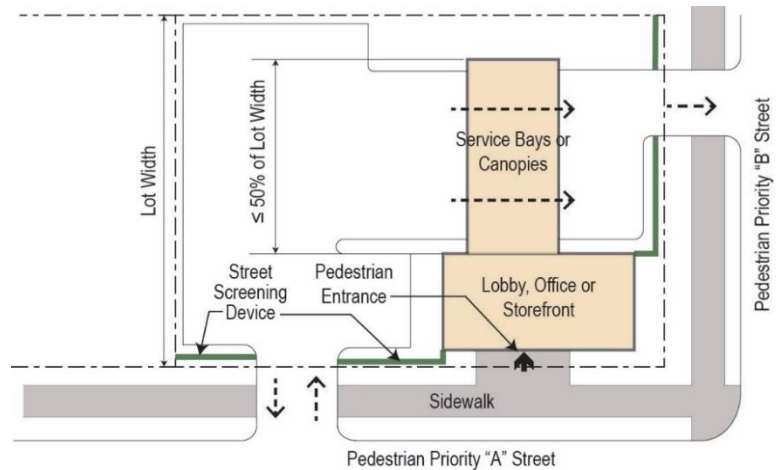 Lot Width
≤ 50% of Lot Width
Service Bays or
Canopies
Pedestrian Priority "B" Street
Street
Screening
Device
Pedestrian
Entrance
Lobby, Office or
Storefront
Sidewalk
Pedestrian Priority "A" Street